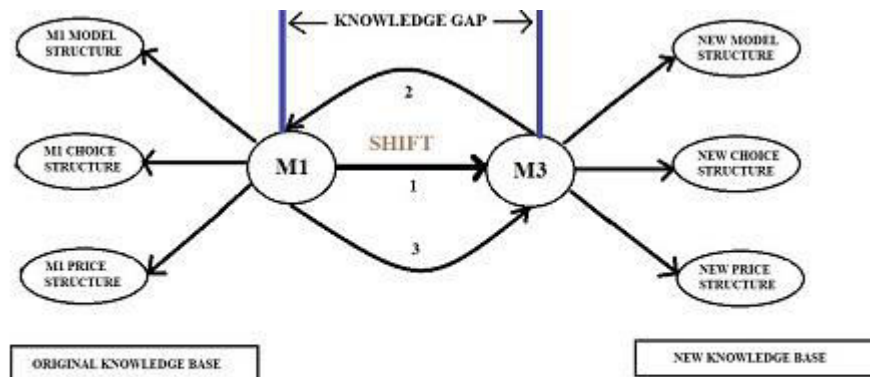 KNOWLEDGE GAP
M1 MODEL
STRUCTURE
NEW MODEL
STRUCTURE
2
SHIFT
M1 CHOICE
STRUCTURE
M1
M3
NEW CHOICE
STRUCTURE
1
3
M1 PRICE
STRUCTURE
NEW PRICE
STRUCTURE
ORIGINAL KNOWLEDGE BASE
NEW KNOWLEDGE BASE